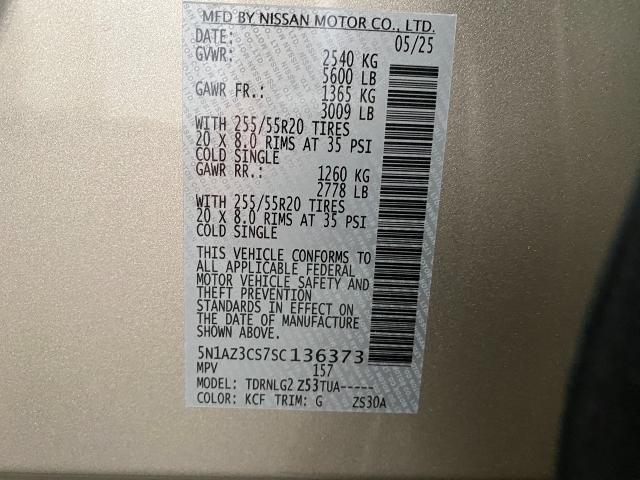 MFD BY NISSAN MOTOR CO., LTD.
DATE: 05/25
GVWR: 2540 KG
5600 LB
GAWR FR.: 1365 KG
3009 LB
WITH 255/55R20 TIRES
20 X 8.0 RIMS AT 35 PSI
COLD SINGLE
GAWR RR.: 1260 KG
2778 LB
WITH 255/55R20 TIRES
20 X 8.0 RIMS AT 35 PSI
COLD SINGLE
THIS VEHICLE CONFORMS TO
ALL APPLICABLE FEDERAL
MOTOR VEHICLE SAFETY AND
THEFT PREVENTION
STANDARDS IN EFFECT ON
THE DATE OF MANUFACTURE
SHOWN ABOVE.
5N1AZ3CS7SC136373
MPV 157
MODEL: TDRNLG2 Z53TUA-----
COLOR: KCF TRIM: G ZS30A